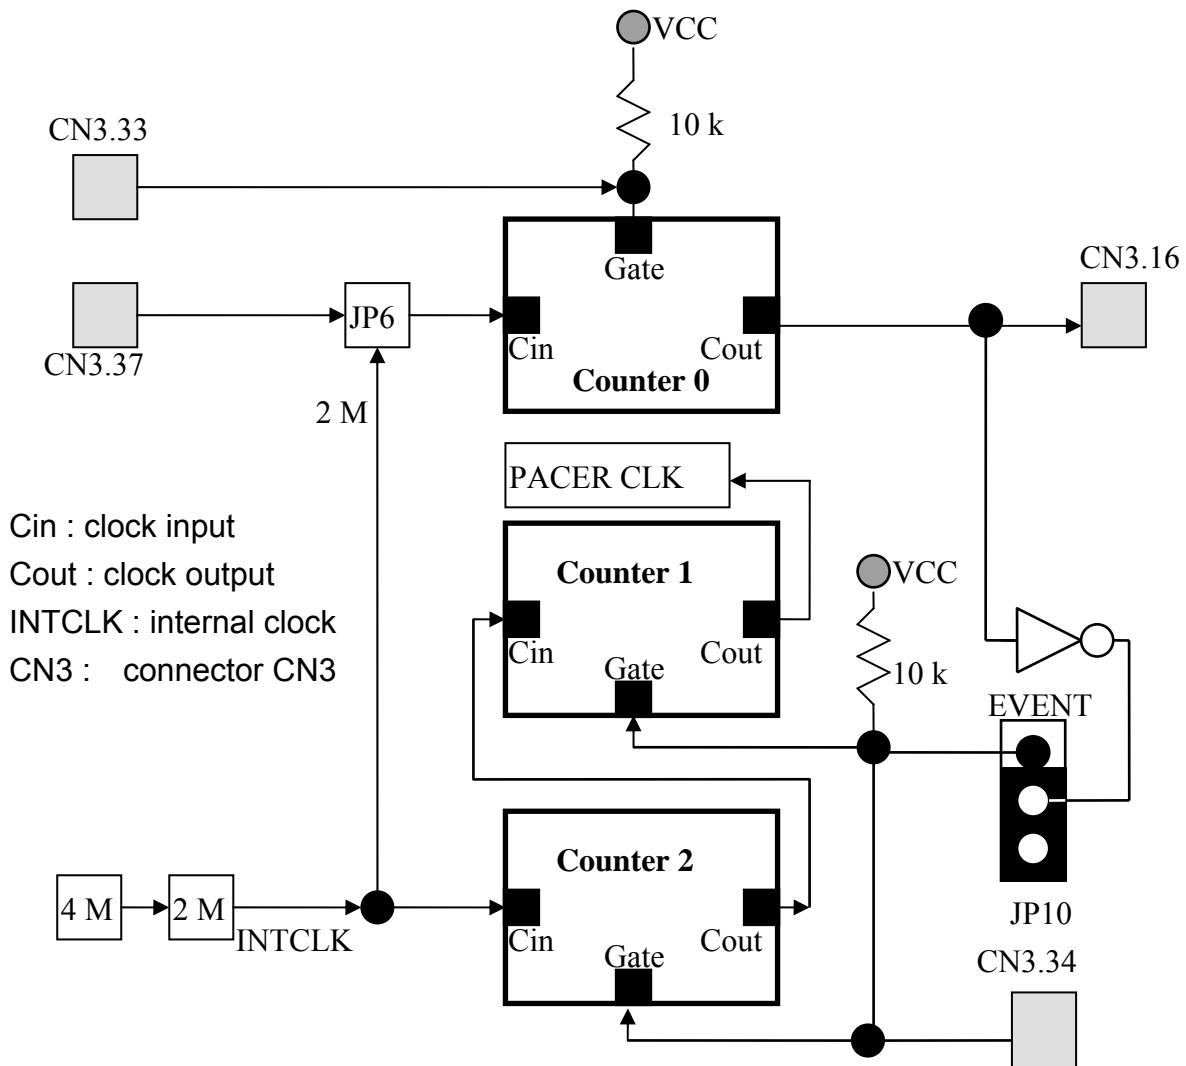 VCC
10 k
CN3.33
Gate
CN3.16
JP6
CN3.37
Cin
Cout
Counter 0
2 M
PACER CLK
Cin : clock input
Cout : clock output
INTCLK : internal clock
CN3 : connector CN3
Counter 1
VCC
Cin
Cout
Gate
10 k
EVENT
Counter 2
4 M
2 M
INTCLK
Cin
Cout
Gate
JP10
CN3.34